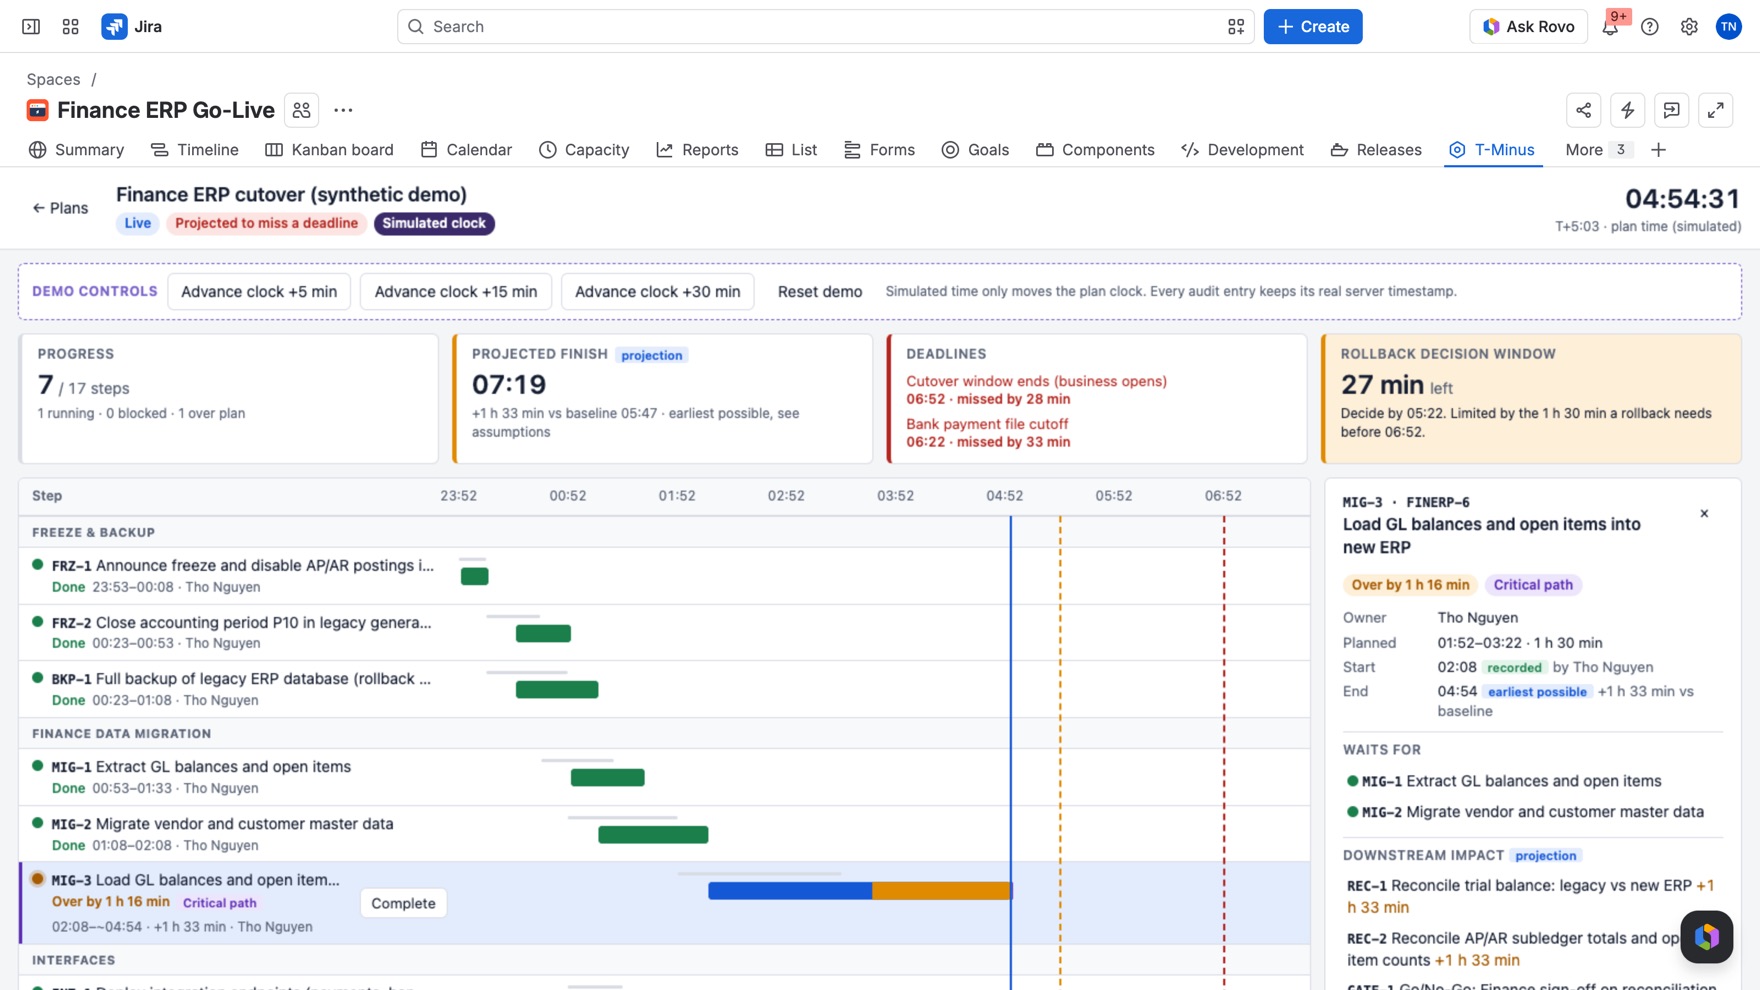 Jira
Search
Create
Ask Rovo
9+
TN
Spaces /
Finance ERP Go-Live
Summary
Timeline
Kanban board
Calendar
Capacity
Reports
List
Forms
Goals
Components
Development
Releases
T-Minus
More 3
← Plans
Finance ERP cutover (synthetic demo)
Live
Projected to miss a deadline
Simulated clock
04:54:31
T+5:03 · plan time (simulated)
DEMO CONTROLS
Advance clock +5 min
Advance clock +15 min
Advance clock +30 min
Reset demo
Simulated time only moves the plan clock. Every audit entry keeps its real server timestamp.
PROGRESS
7 / 17 steps
1 running · 0 blocked · 1 over plan
PROJECTED FINISH projection
07:19
+1 h 33 min vs baseline 05:47 · earliest possible, see
assumptions
DEADLINES
Cutover window ends (business opens)
06:52 · missed by 28 min
Bank payment file cutoff
06:22 · missed by 33 min
ROLLBACK DECISION WINDOW
27 min left
Decide by 05:22. Limited by the 1 h 30 min a rollback needs
before 06:52.
Step
23:52 00:52 01:52 02:52 03:52 04:52 05:52 06:52
FREEZE & BACKUP
FRZ-1 Announce freeze and disable AP/AR postings i...
Done 23:53–00:08 · Tho Nguyen
FRZ-2 Close accounting period P10 in legacy genera...
Done 00:23–00:53 · Tho Nguyen
BKP-1 Full backup of legacy ERP database (rollback ...
Done 00:23–01:08 · Tho Nguyen
FINANCE DATA MIGRATION
MIG-1 Extract GL balances and open items
Done 00:53–01:33 · Tho Nguyen
MIG-2 Migrate vendor and customer master data
Done 01:08–02:08 · Tho Nguyen
MIG-3 Load GL balances and open item...
Over by 1 h 16 min Critical path
Complete
02:08–~04:54 · +1 h 33 min · Tho Nguyen
INTERFACES
MIG-3 · FINERP-6
×
Load GL balances and open items into
new ERP
Over by 1 h 16 min
Critical path
Owner Tho Nguyen
Planned 01:52–03:22 · 1 h 30 min
Start 02:08 recorded by Tho Nguyen
End 04:54 earliest possible +1 h 33 min vs
baseline
WAITS FOR
MIG-1 Extract GL balances and open items
MIG-2 Migrate vendor and customer master data
DOWNSTREAM IMPACT projection
REC-1 Reconcile trial balance: legacy vs new ERP +1
h 33 min
REC-2 Reconcile AP/AR subledger totals and op
item counts +1 h 33 min
GATE-1 Go/No-Go: Finance sign-off on reconciliation